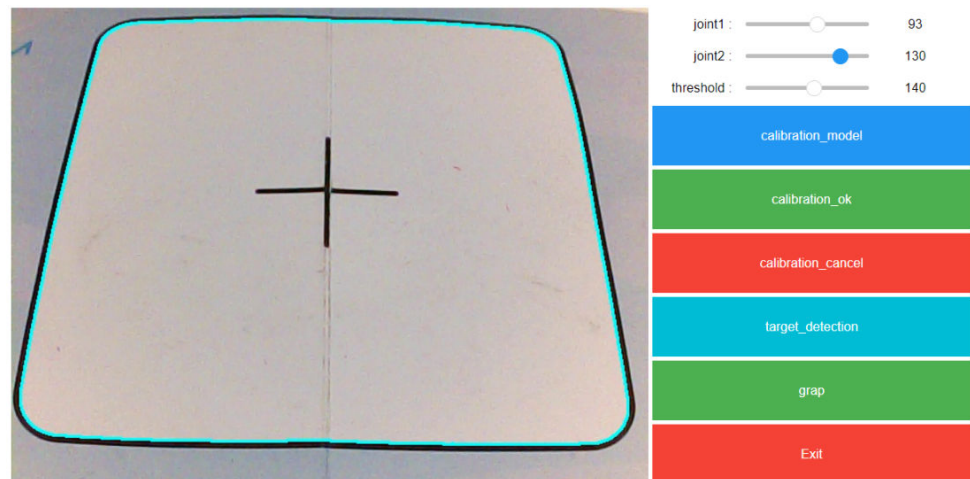 joint1 : 93
joint2 : 130
threshold : 140
calibration_model
calibration_ok
calibration_cancel
target_detection
grap
Exit